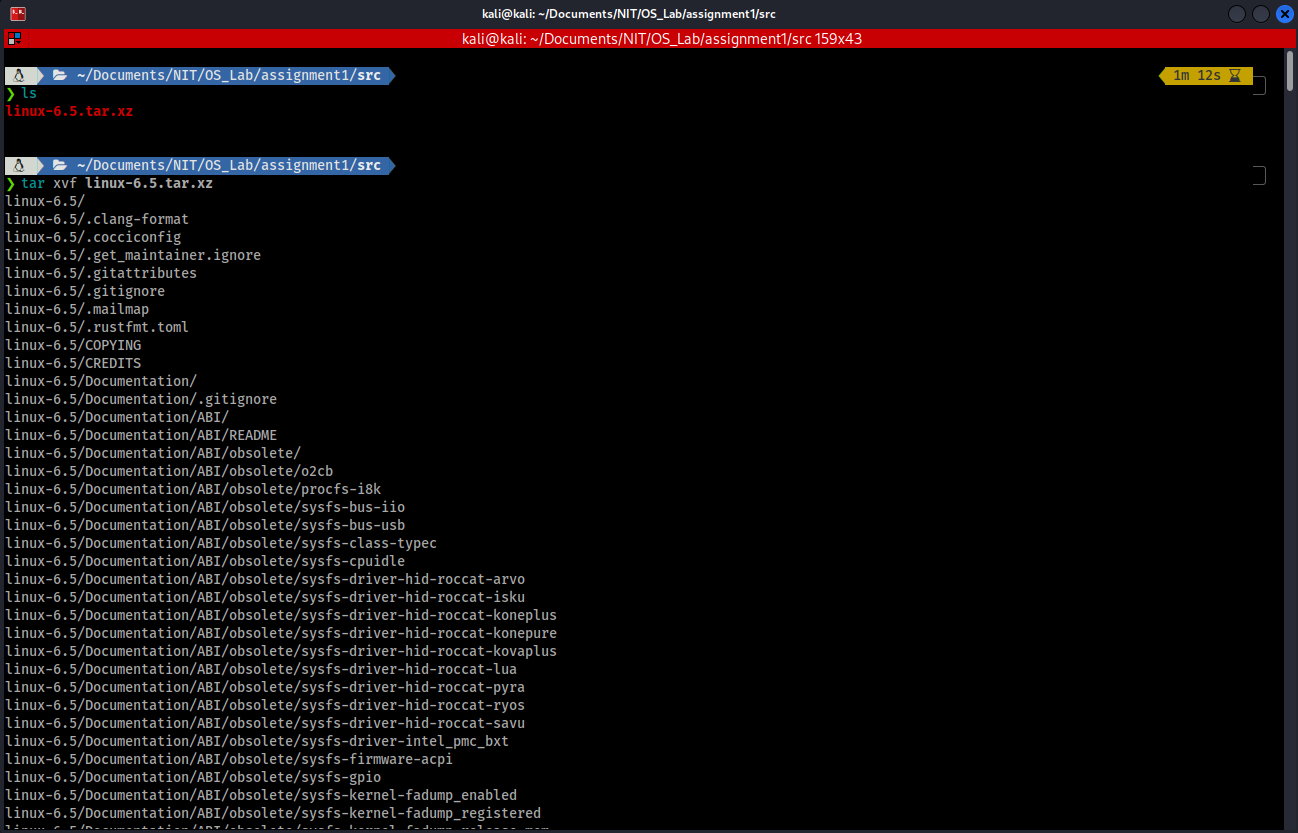 kali@kali: ~/Documents/NIT/OS_Lab/assignment1/src
kali@kali: ~/Documents/NIT/OS_Lab/assignment1/src 159x43
~/Documents/NIT/OS_Lab/assignment1/src 1m 12s
❯ ls
linux-6.5.tar.xz
~/Documents/NIT/OS_Lab/assignment1/src
❯ tar xvf linux-6.5.tar.xz
linux-6.5/
linux-6.5/.clang-format
linux-6.5/.cocciconfig
linux-6.5/.get_maintainer.ignore
linux-6.5/.gitattributes
linux-6.5/.gitignore
linux-6.5/.mailmap
linux-6.5/.rustfmt.toml
linux-6.5/COPYING
linux-6.5/CREDITS
linux-6.5/Documentation/
linux-6.5/Documentation/.gitignore
linux-6.5/Documentation/ABI/
linux-6.5/Documentation/ABI/README
linux-6.5/Documentation/ABI/obsolete/
linux-6.5/Documentation/ABI/obsolete/o2cb
linux-6.5/Documentation/ABI/obsolete/procfs-i8k
linux-6.5/Documentation/ABI/obsolete/sysfs-bus-iio
linux-6.5/Documentation/ABI/obsolete/sysfs-bus-usb
linux-6.5/Documentation/ABI/obsolete/sysfs-class-typec
linux-6.5/Documentation/ABI/obsolete/sysfs-cpuidle
linux-6.5/Documentation/ABI/obsolete/sysfs-driver-hid-roccat-arvo
linux-6.5/Documentation/ABI/obsolete/sysfs-driver-hid-roccat-isku
linux-6.5/Documentation/ABI/obsolete/sysfs-driver-hid-roccat-koneplus
linux-6.5/Documentation/ABI/obsolete/sysfs-driver-hid-roccat-konepure
linux-6.5/Documentation/ABI/obsolete/sysfs-driver-hid-roccat-kovaplus
linux-6.5/Documentation/ABI/obsolete/sysfs-driver-hid-roccat-lua
linux-6.5/Documentation/ABI/obsolete/sysfs-driver-hid-roccat-pyra
linux-6.5/Documentation/ABI/obsolete/sysfs-driver-hid-roccat-ryos
linux-6.5/Documentation/ABI/obsolete/sysfs-driver-hid-roccat-savu
linux-6.5/Documentation/ABI/obsolete/sysfs-driver-intel_pmc_bxt
linux-6.5/Documentation/ABI/obsolete/sysfs-firmware-acpi
linux-6.5/Documentation/ABI/obsolete/sysfs-gpio
linux-6.5/Documentation/ABI/obsolete/sysfs-kernel-fadump_enabled
linux-6.5/Documentation/ABI/obsolete/sysfs-kernel-fadump_registered